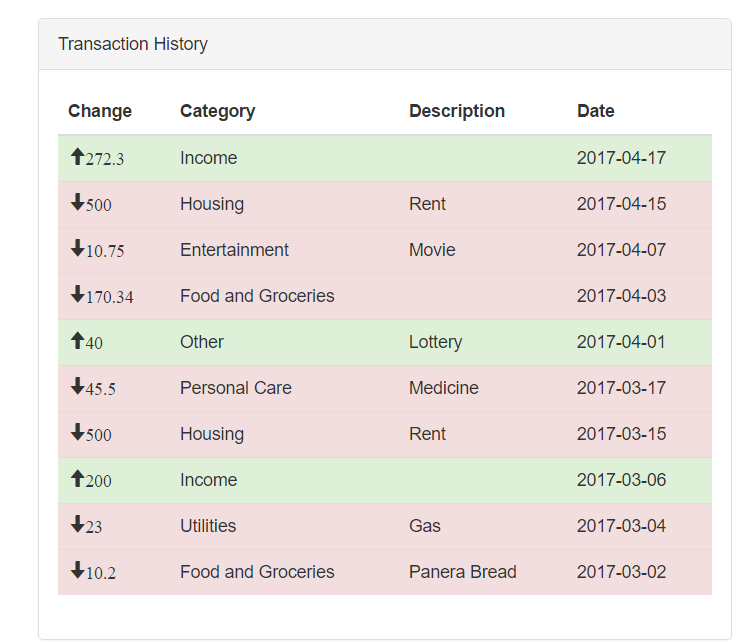 Transaction History
Change Category Description Date
272.3 Income 2017-04-17
500 Housing Rent 2017-04-15
10.75 Entertainment Movie 2017-04-07
170.34 Food and Groceries 2017-04-03
40 Other Lottery 2017-04-01
45.5 Personal Care Medicine 2017-03-17
500 Housing Rent 2017-03-15
200 Income 2017-03-06
23 Utilities Gas 2017-03-04
10.2 Food and Groceries Panera Bread 2017-03-02